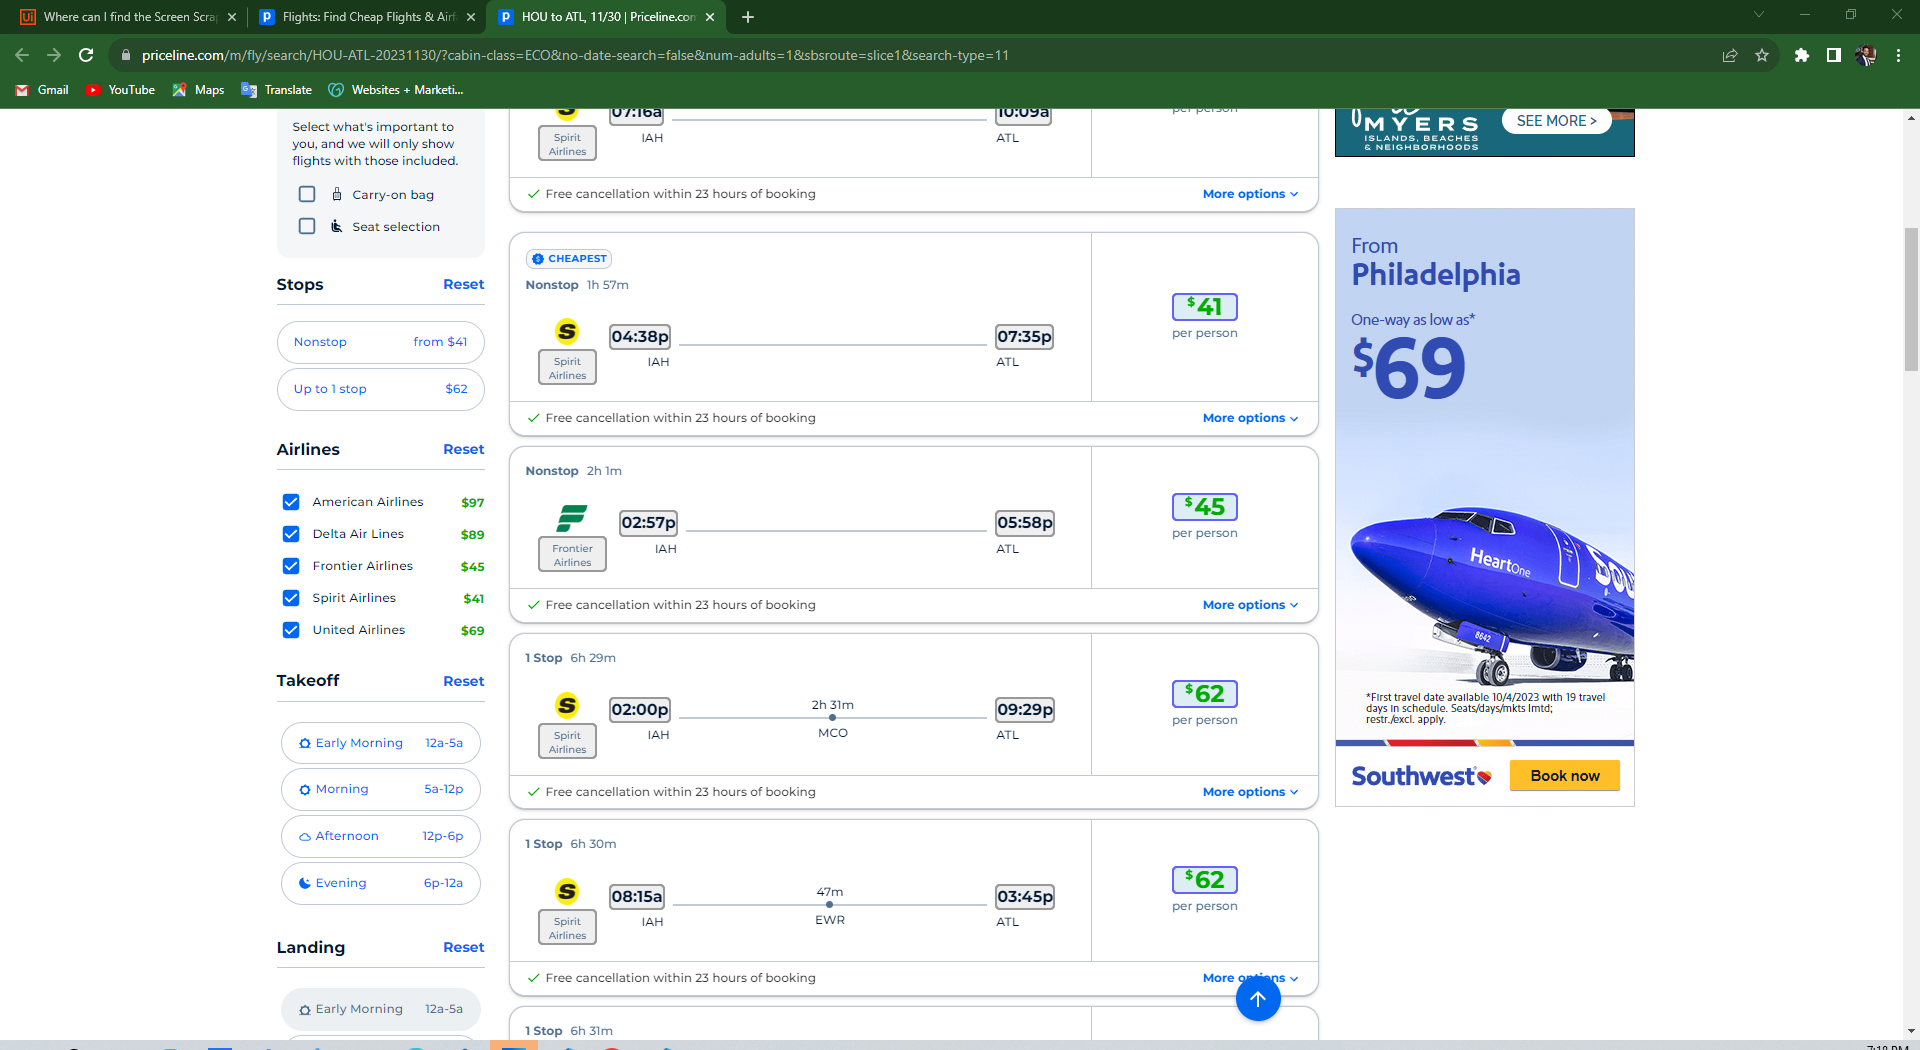 Where can I find the Screen Scrap
Flights: Find Cheap Flights & Airf
HOU to ATL, 11/30 | Priceline.com
priceline.com/m/fly/search/HOU-ATL-20231130/?cabin-class=ECO&no-date-search=false&num-adults=1&sbsroute=slice1&search-type=11
Gmail
YouTube
Maps
Translate
Websites + Marketi...
Select what's important to
you, and we will only show
flights with those included.
Carry-on bag
Seat selection
Stops
Reset
Nonstop
from $41
Up to 1 stop
$62
Airlines
Reset
American Airlines
$97
Delta Air Lines
$89
Frontier Airlines
$45
Spirit Airlines
$41
United Airlines
$69
Takeoff
Reset
Early Morning
12a-5a
Morning
5a-12p
Afternoon
12p-6p
Evening
6p-12a
Landing
Reset
Early Morning
12a-5a
07:16a
10:09a
per person
Spirit
Airlines
IAH
ATL
Free cancellation within 23 hours of booking
More options
CHEAPEST
Nonstop 1h 57m
04:38p
07:35p
Spirit
Airlines
IAH
ATL
$41
per person
Free cancellation within 23 hours of booking
More options
Nonstop 2h 1m
02:57p
05:58p
Frontier
Airlines
IAH
ATL
$45
per person
Free cancellation within 23 hours of booking
More options
1 Stop 6h 29m
02:00p
2h 31m
09:29p
Spirit
Airlines
IAH
MCO
ATL
$62
per person
Free cancellation within 23 hours of booking
More options
1 Stop 6h 30m
08:15a
47m
03:45p
Spirit
Airlines
IAH
EWR
ATL
$62
per person
Free cancellation within 23 hours of booking
More options
1 Stop 6h 31m
MYERS
ISLANDS, BEACHES
& NEIGHBORHOODS
SEE MORE >
From
Philadelphia
One-way as low as*
$69
HeartOne
8642
*First travel date available 10/4/2023 with 19 travel
days in schedule. Seats/days/mkts lmtd;
restr./excl. apply.
Southwest
Book now
7:18 PM